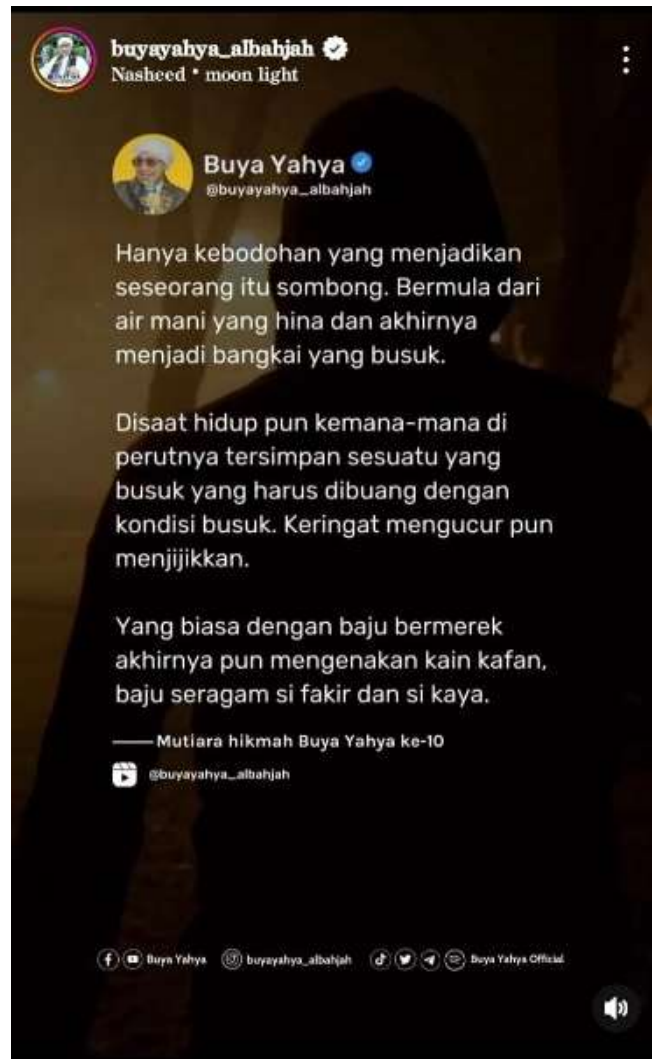 buyayahya_albahjah
Nasheed • moon light
Buya Yahya
@buyayahya_albahjah
Hanya kebodohan yang menjadikan
seseorang itu sombong. Bermula dari
air mani yang hina dan akhirnya
menjadi bangkai yang busuk.
Disaat hidup pun kemana-mana di
perutnya tersimpan sesuatu yang
busuk yang harus dibuang dengan
kondisi busuk. Keringat mengucur pun
menjijikkan.
Yang biasa dengan baju bermerek
akhirnya pun mengenakan kain kafan,
baju seragam si fakir dan si kaya.
—— Mutiara hikmah Buya Yahya ke-10
@buyayahya_albahjah
Buya Yahya buyayahya_albahjah Buya Yahya Official